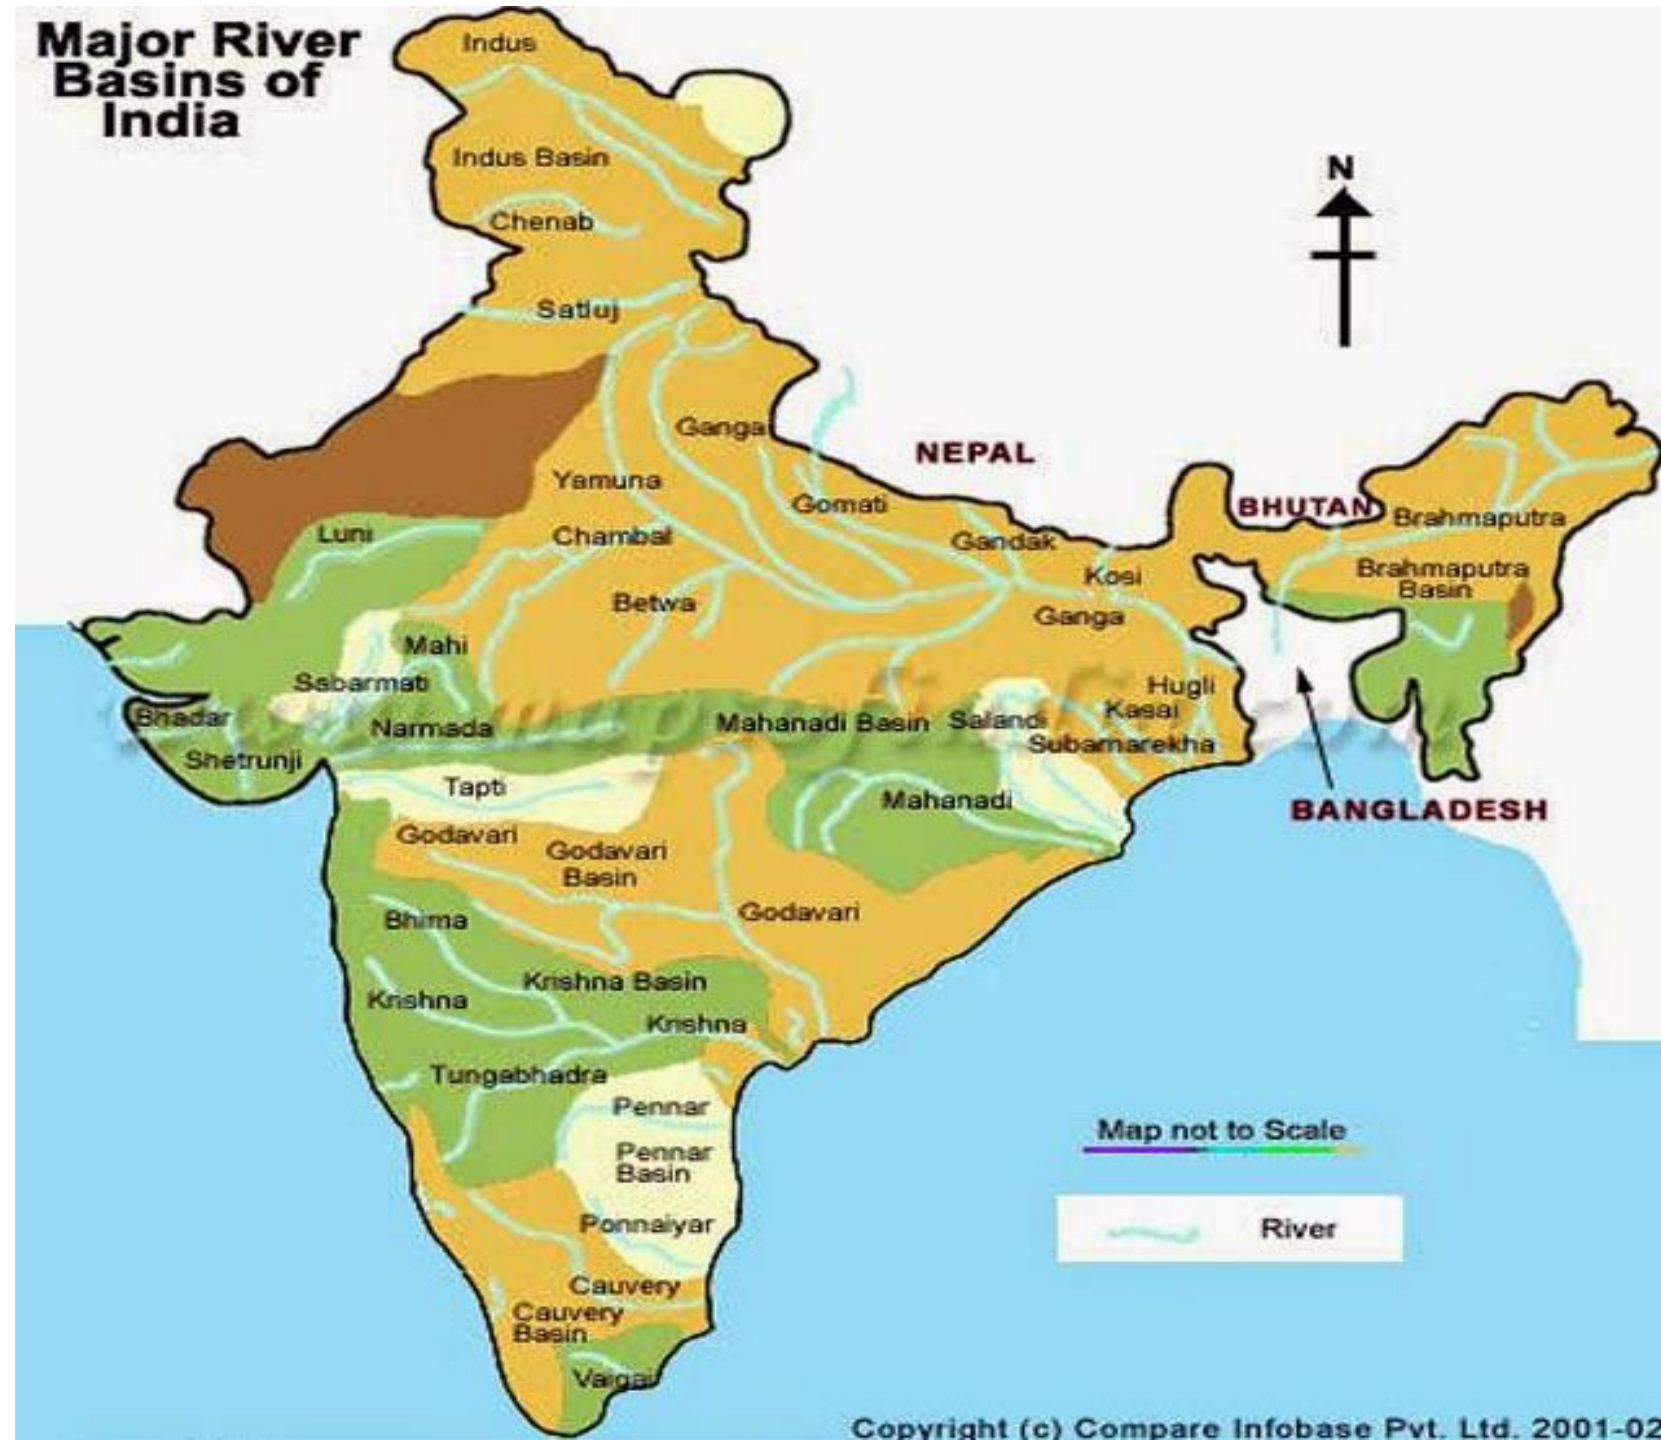 Major River
Basins of
India
Indus
Indus Basin
Chenab
Satluj
N
Ganga
NEPAL
Yamuna
Gomati
BHUTAN
Brahmaputra
Luni
Chambal
Gandak
Brahmaputra
Basin
Kosi
Betwa
Ganga
Mahi
Sabarmati
Hugli
Kasai
Bhadar
Narmada
Mahanadi Basin
Salandi
Subarnarekha
Shetrunji
Tapti
Mahanadi
BANGLADESH
Godavari
Godavari
Basin
Godavari
Bhima
Krishna Basin
Krishna
Krishna
Tungabhadra
Pennar
Map not to Scale
Pennar
Basin
Ponnaiyar
River
Cauvery
Cauvery
Basin
Vaigai
Copyright (c) Compare Infobase Pvt. Ltd. 2001-02